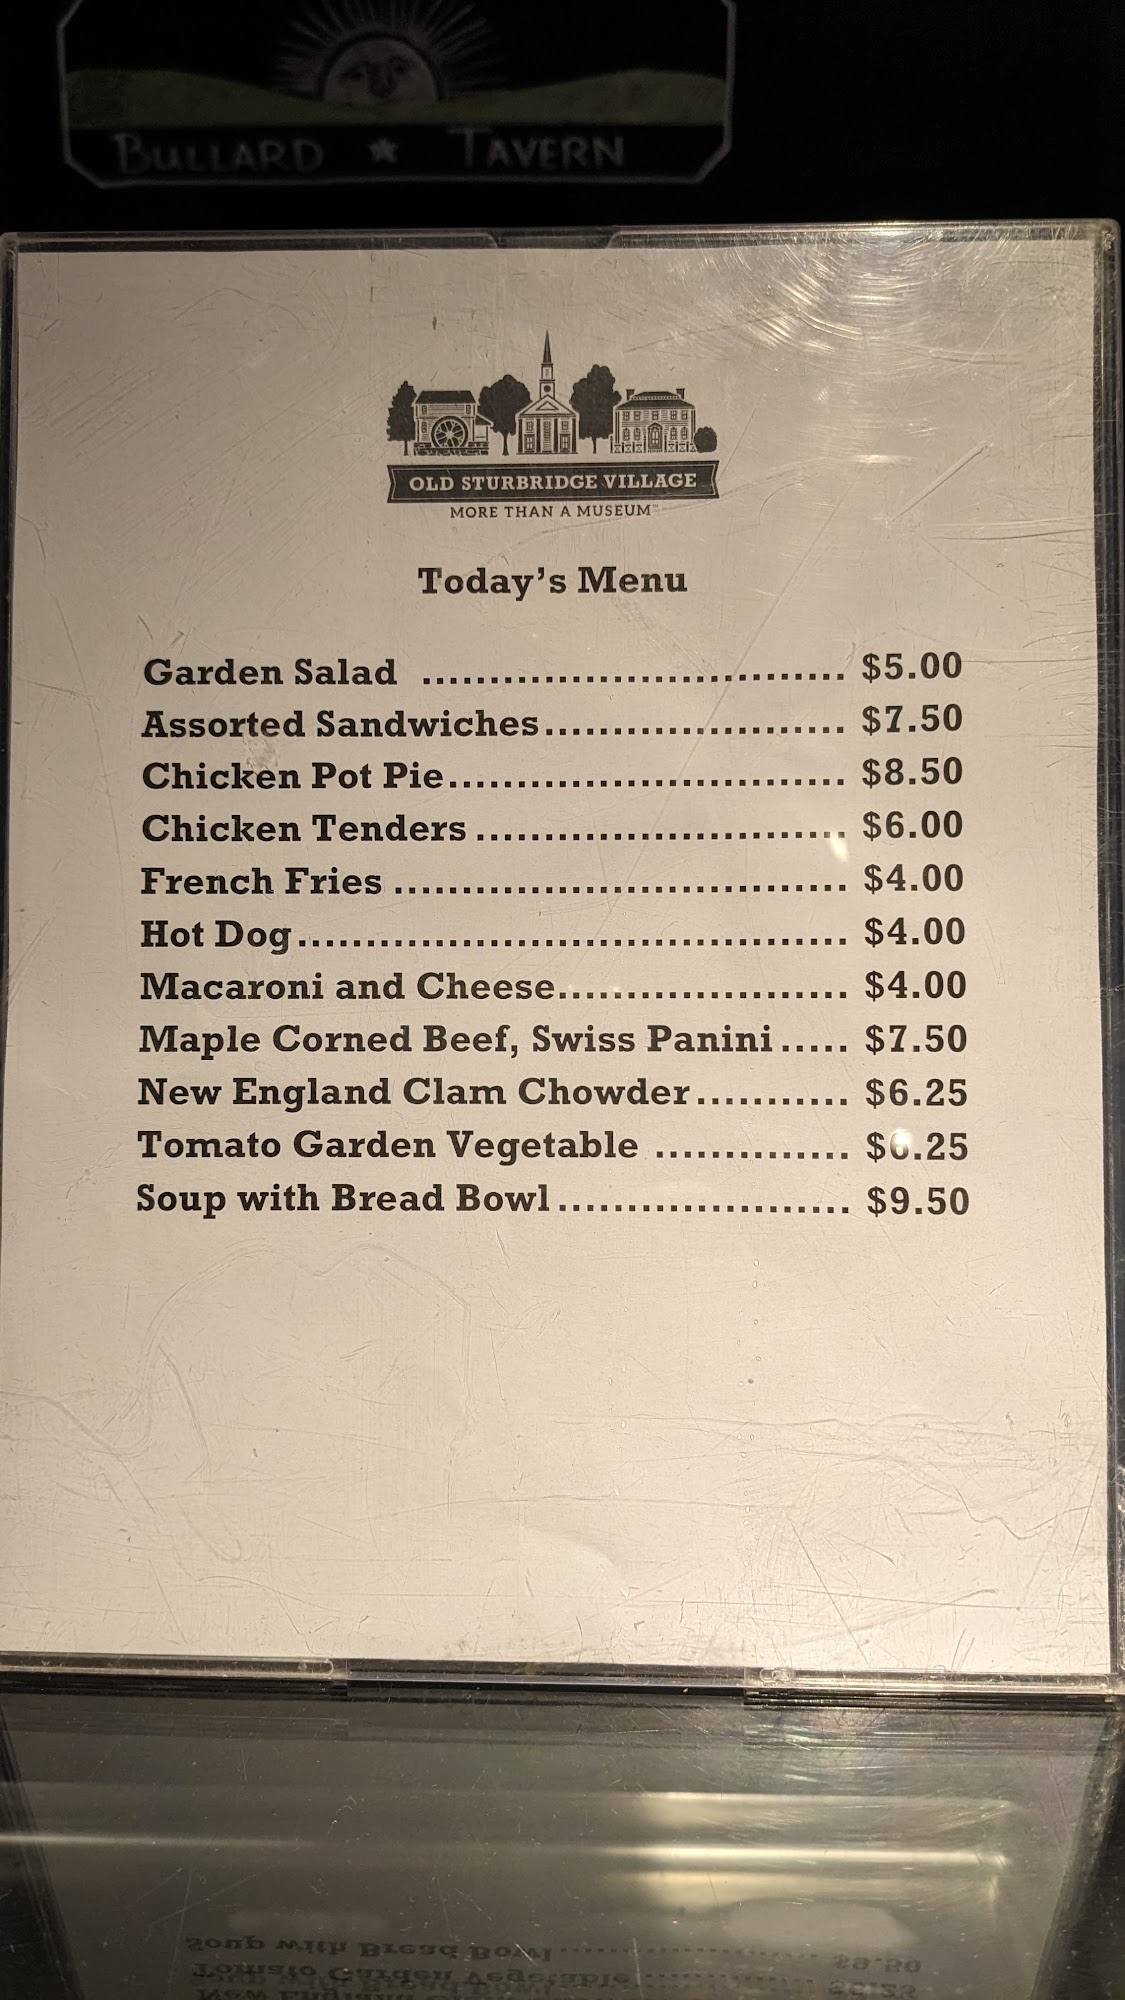 BULLARD ★ TAVERN
OLD STURBRIDGE VILLAGE
MORE THAN A MUSEUM™
Today's Menu
Garden Salad ............................... $5.00
Assorted Sandwiches...................... $7.50
Chicken Pot Pie............................. $8.50
Chicken Tenders ........................... $6.00
French Fries ................................. $4.00
Hot Dog........................................ $4.00
Macaroni and Cheese..................... $4.00
Maple Corned Beef, Swiss Panini..... $7.50
New England Clam Chowder........... $6.25
Tomato Garden Vegetable .............. $6.25
Soup with Bread Bowl..................... $9.50